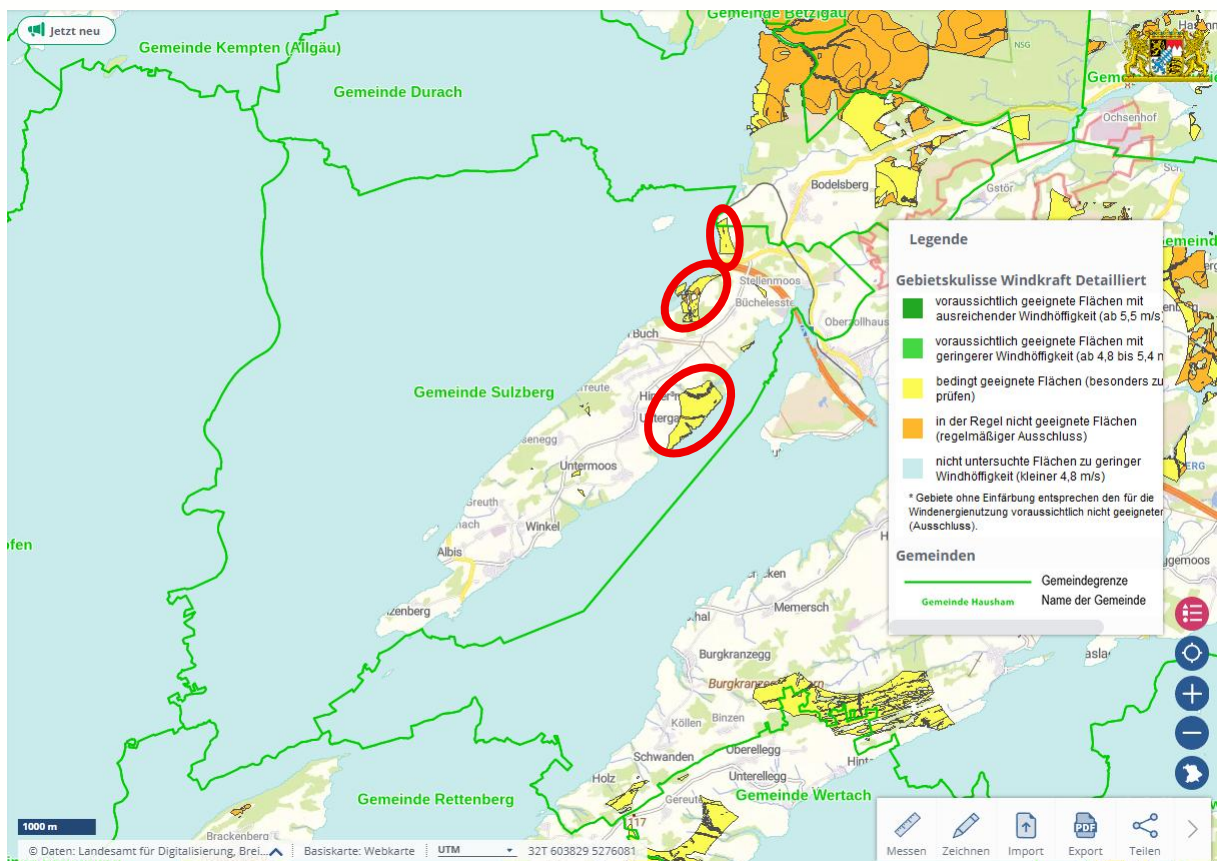 Jetzt neu
Gemeinde Betzigau
Gemeinde Kempten (Allgäu)
NSG
Gemeinde Durach
Ochsenhof
Bodelsberg
Gstör
Legende
Stellenmoos
Gebietskulisse Windkraft Detailliert
voraussichtlich geeignete Flächen mit
ausreichender Windhöffigkeit (ab 5,5 m/s
voraussichtlich geeignete Flächen mit
geringerer Windhöffigkeit (ab 4,8 bis 5,4 m
Oberzollhaus
Buch
bedingt geeignete Flächen (besonders zu
prüfen)
Gemeinde Sulzberg
in der Regel nicht geeignete Flächen
(regelmäßiger Ausschluss)
Untermoos
nicht untersuchte Flächen zu geringer
Windhöffigkeit (kleiner 4,8 m/s)
ERG
* Gebiete ohne Einfärbung entsprechen den für die
Windenergienutzung voraussichtlich nicht geeigneten
(Ausschluss).
Greuth
Winkel
Albis
Gemeinden
Gemeindegrenze
Gemeinde Hausham
Name der Gemeinde
Memersch
Burgkranzegg
Köllen
Binzen
Schwanden
Oberellegg
Holz
Unterellegg
Gemeinde Rettenberg
Gereute
Gemeinde Wertach
1000 m
117
Brackenberg
© Daten: Landesamt für Digitalisierung, Brei...
Basiskarte: Webkarte
UTM
32T 603829 5276081
Messen
Zeichnen
Import
PDF
Export
Teilen